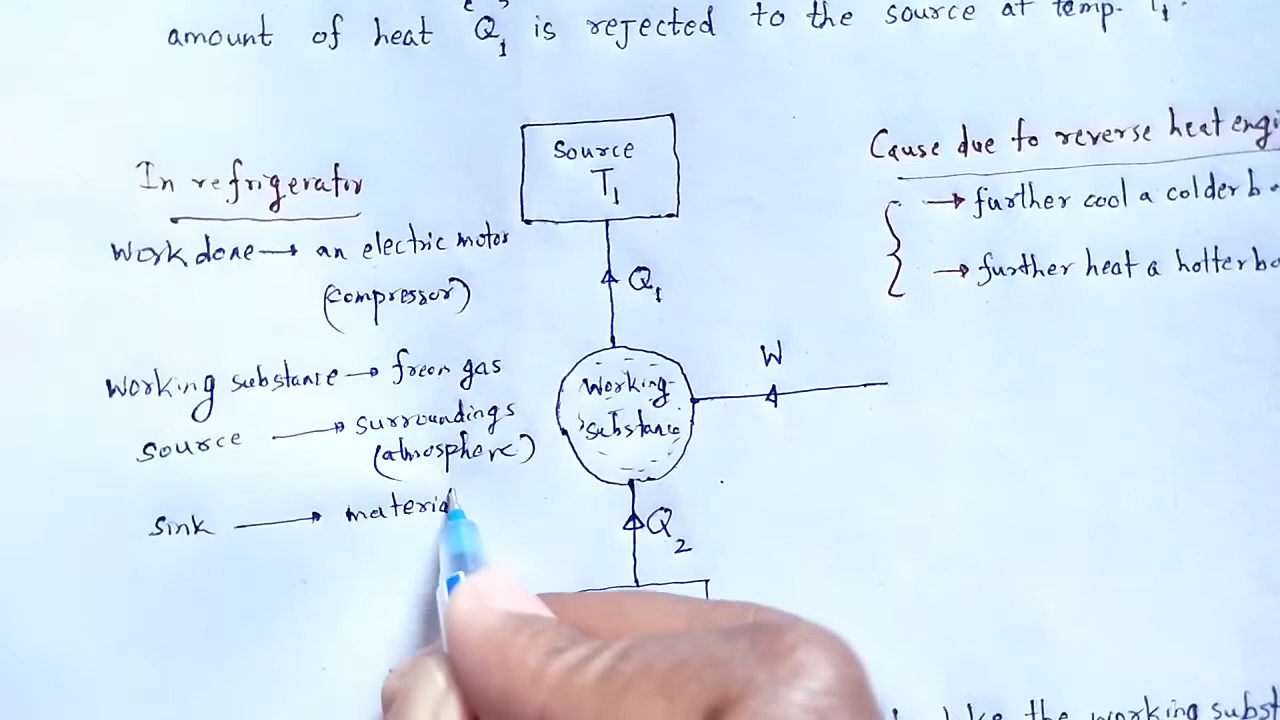 amount of heat Q1 is rejected to the source at temp. T1.
In refrigerator
Work done → an electric motor
(compressor)
Working substance → freon gas
Source → surroundings
(atmosphere)
Sink → materia
Source
T1
Q1
Working
substance
W
Q2
Cause due to reverse heat engi
→ further cool a colder b
→ further heat a hotter bo
like the working subst